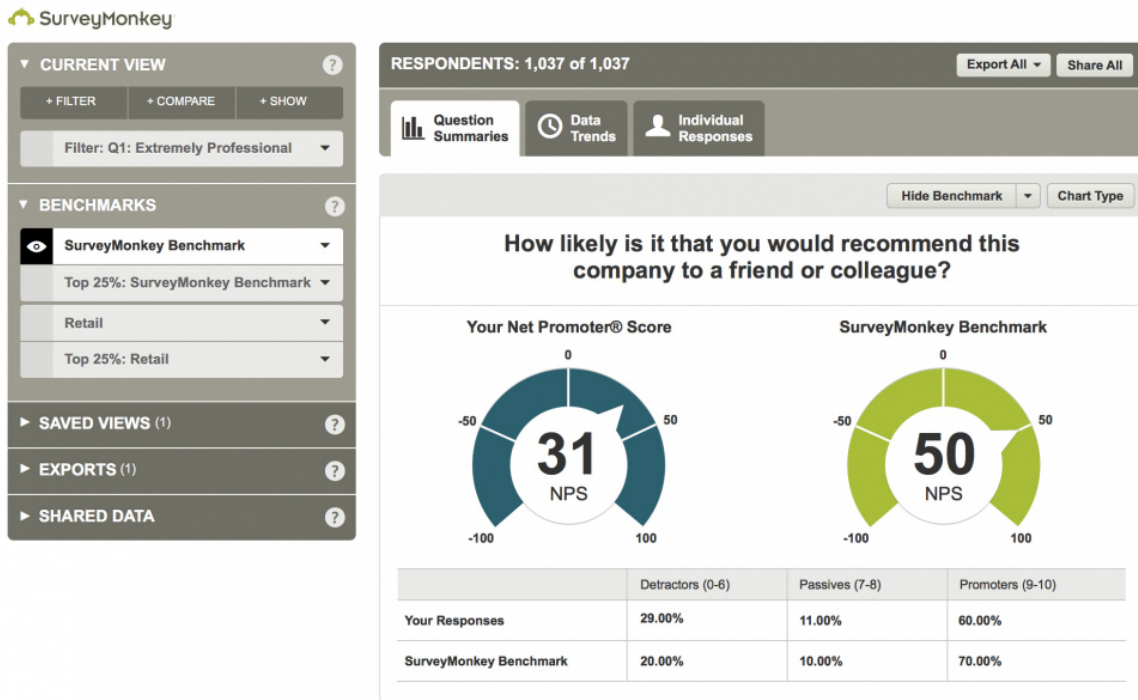 SurveyMonkey
CURRENT VIEW ?
+ FILTER + COMPARE + SHOW
Filter: Q1: Extremely Professional
BENCHMARKS ?
SurveyMonkey Benchmark
Top 25%: SurveyMonkey Benchmark
Retail
Top 25%: Retail
SAVED VIEWS (1) ?
EXPORTS (1) ?
SHARED DATA ?
RESPONDENTS: 1,037 of 1,037 Export All Share All
Question
Summaries
Data
Trends
Individual
Responses
Hide Benchmark Chart Type
How likely is it that you would recommend this
company to a friend or colleague?
Your Net Promoter® Score
0
-50 50
31
NPS
-100 100
SurveyMonkey Benchmark
0
-50 50
50
NPS
-100 100
Detractors (0-6) Passives (7-8) Promoters (9-10)
Your Responses 29.00% 11.00% 60.00%
SurveyMonkey Benchmark 20.00% 10.00% 70.00%